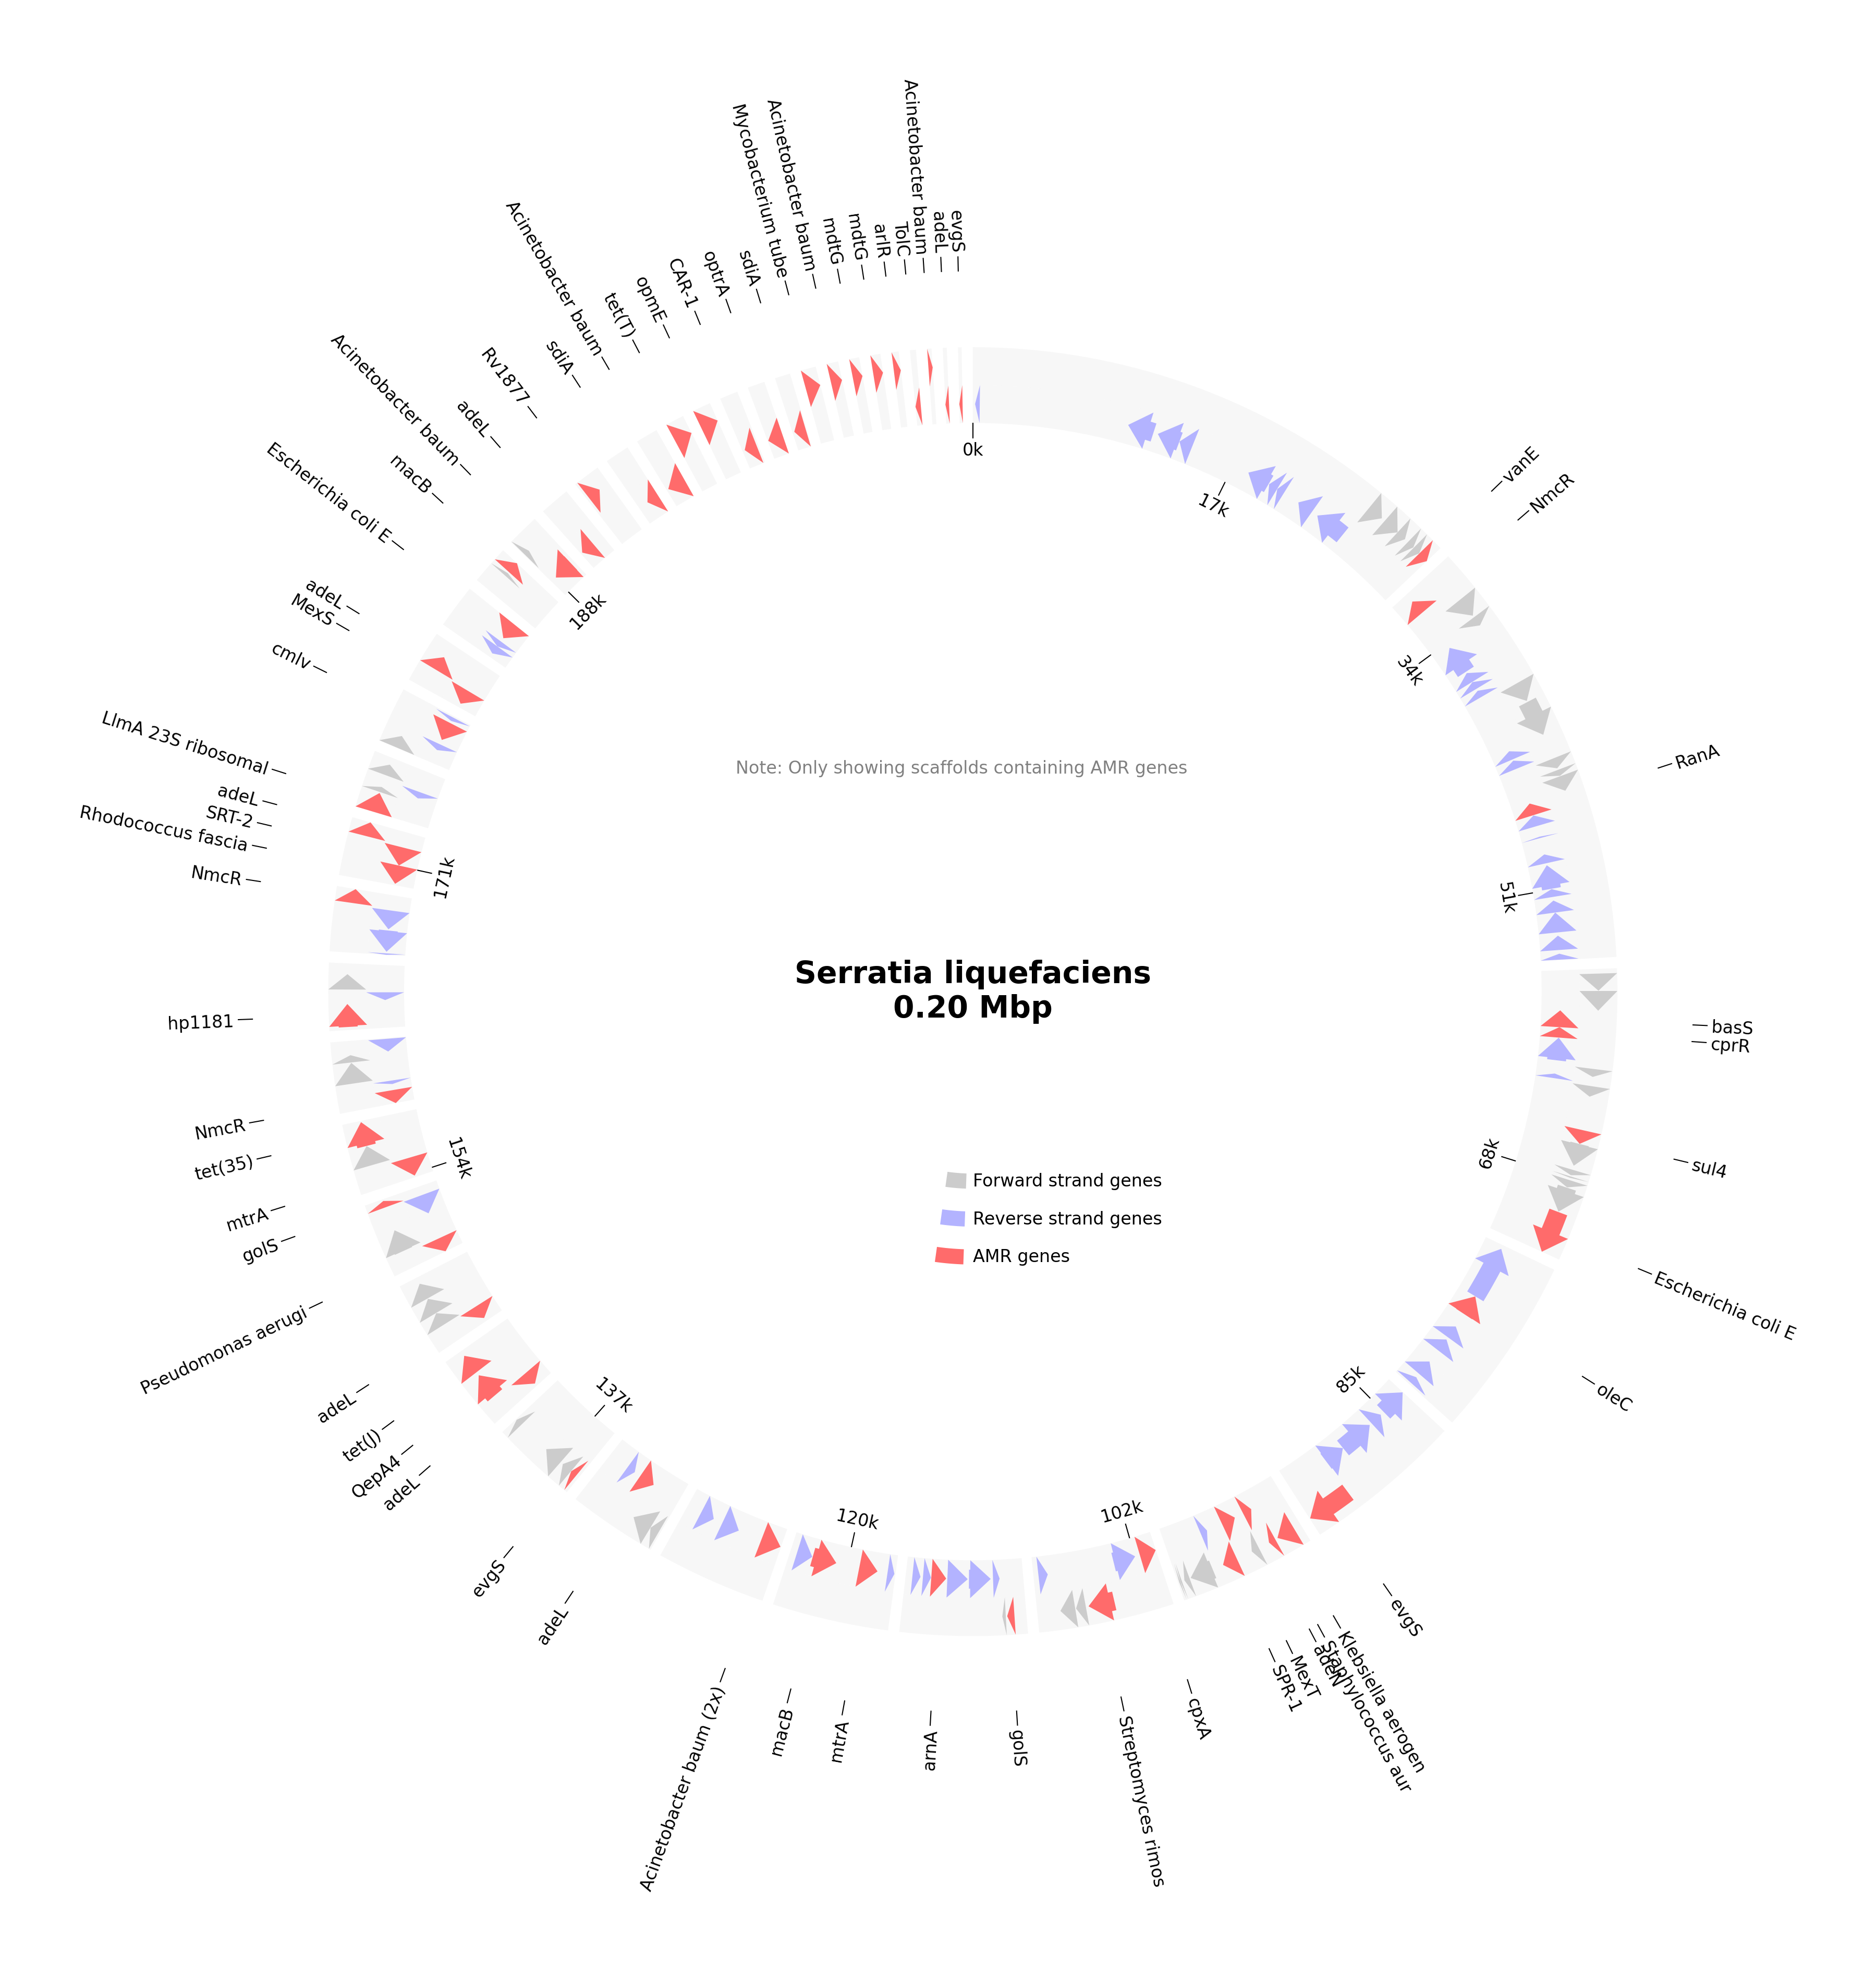 Serratia liquefaciens
0.20 Mbp
Note: Only showing scaffolds containing AMR genes
Forward strand genes
Reverse strand genes
AMR genes
0k
17k
34k
51k
68k
85k
102k
120k
137k
154k
171k
188k
vanE
NmcR
RanA
basS
cprR
sul4
Escherichia coli E
oleC
evgS
Klebsiella aerogen
Staphylococcus aur
adeN
MexT
SPR-1
cpxA
Streptomyces rimos
golS
arnA
mtrA
macB
Acinetobacter baum (2x)
adeL
evgS
adeL
QepA4
tet(J)
adeL
Pseudomonas aerugi
golS
mtrA
tet(35)
NmcR
hp1181
NmcR
Rhodococcus fascia
SRT-2
adeL
LlmA 23S ribosomal
cmlv
MexS
adeL
Escherichia coli E
macB
Acinetobacter baum
adeL
Rv1877
sdiA
Acinetobacter baum
tet(T)
opmE
CAR-1
optrA
sdiA
Mycobacterium tube
Acinetobacter baum
mdtG
mdtG
arlR
TolC
Acinetobacter baum
adeL
evgS